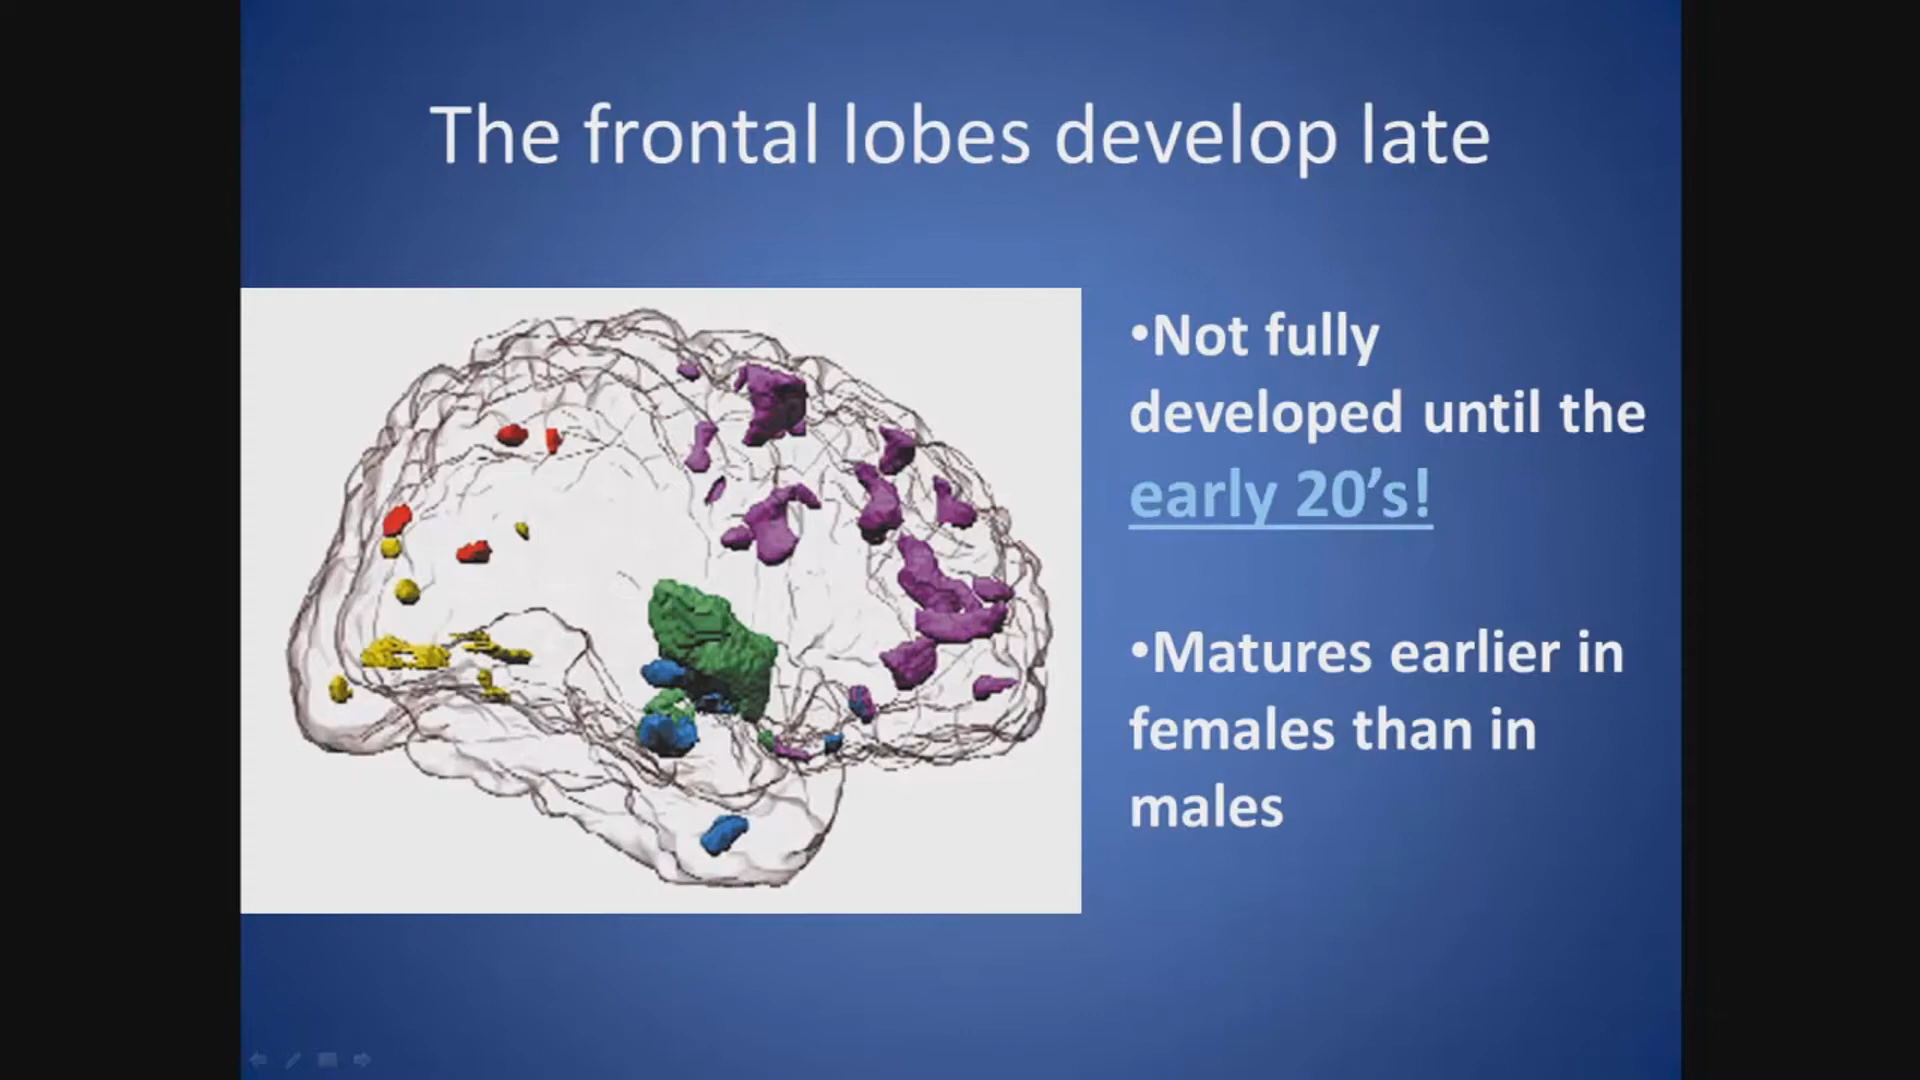 The frontal lobes develop late
•Not fully
developed until the
early 20’s!
•Matures earlier in
females than in
males